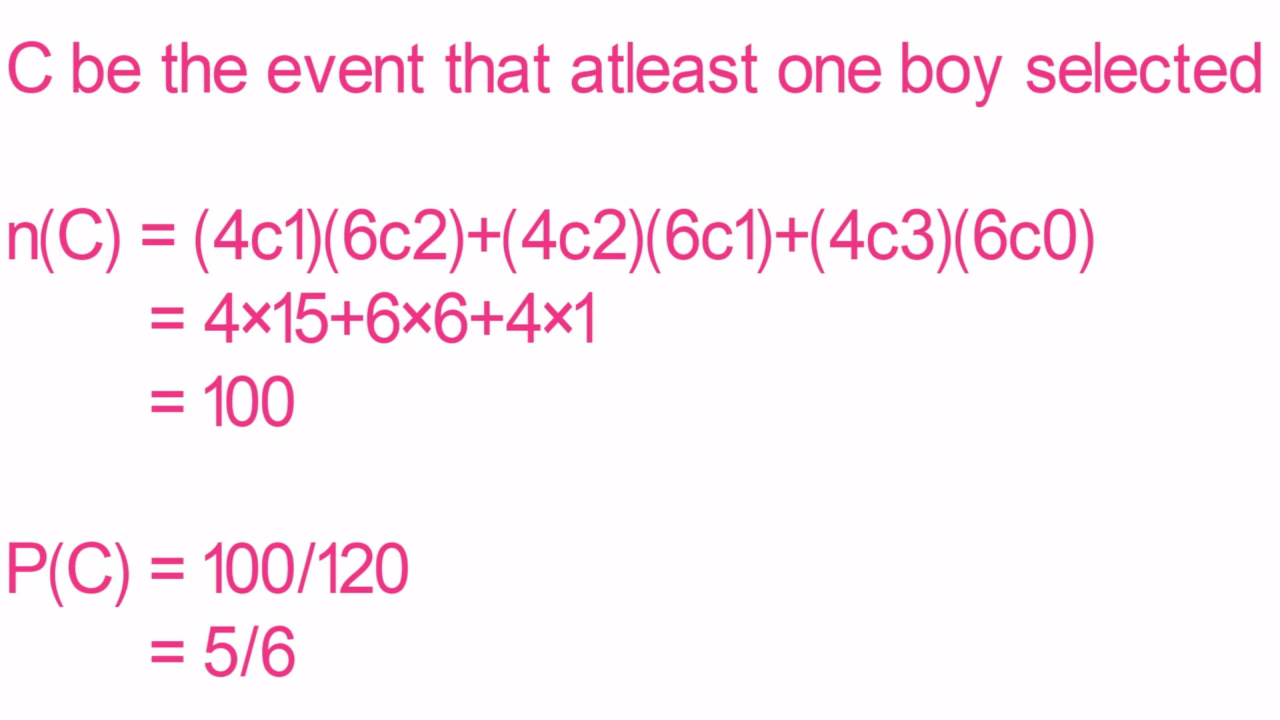 C be the event that atleast one boy selected
n(C) = (4c1)(6c2)+(4c2)(6c1)+(4c3)(6c0)
= 4×15+6×6+4×1
= 100
P(C) = 100/120
= 5/6